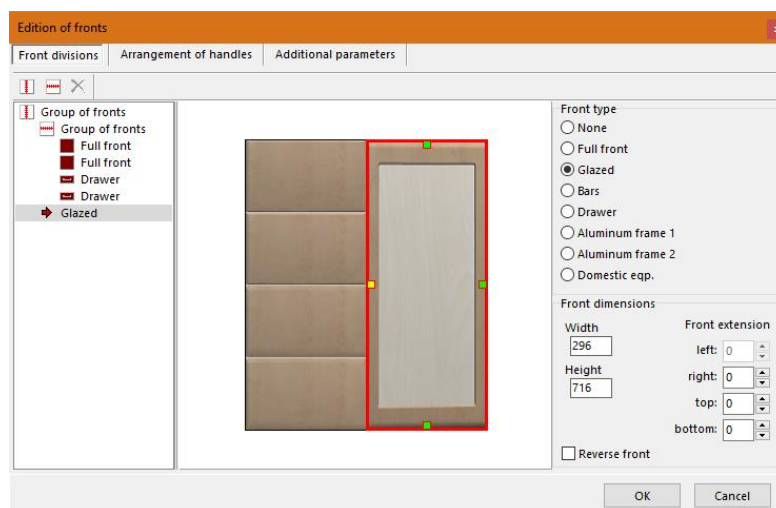 Edition of fronts
Front divisions Arrangement of handles Additional parameters
Group of fronts
Group of fronts
Full front
Full front
Drawer
Drawer
Glazed
Front type
None
Full front
Glazed
Bars
Drawer
Aluminum frame 1
Aluminum frame 2
Domestic eqp.
Front dimensions
Width
296
Height
716
Front extension
left: 0
right: 0
top: 0
bottom: 0
Reverse front
OK Cancel